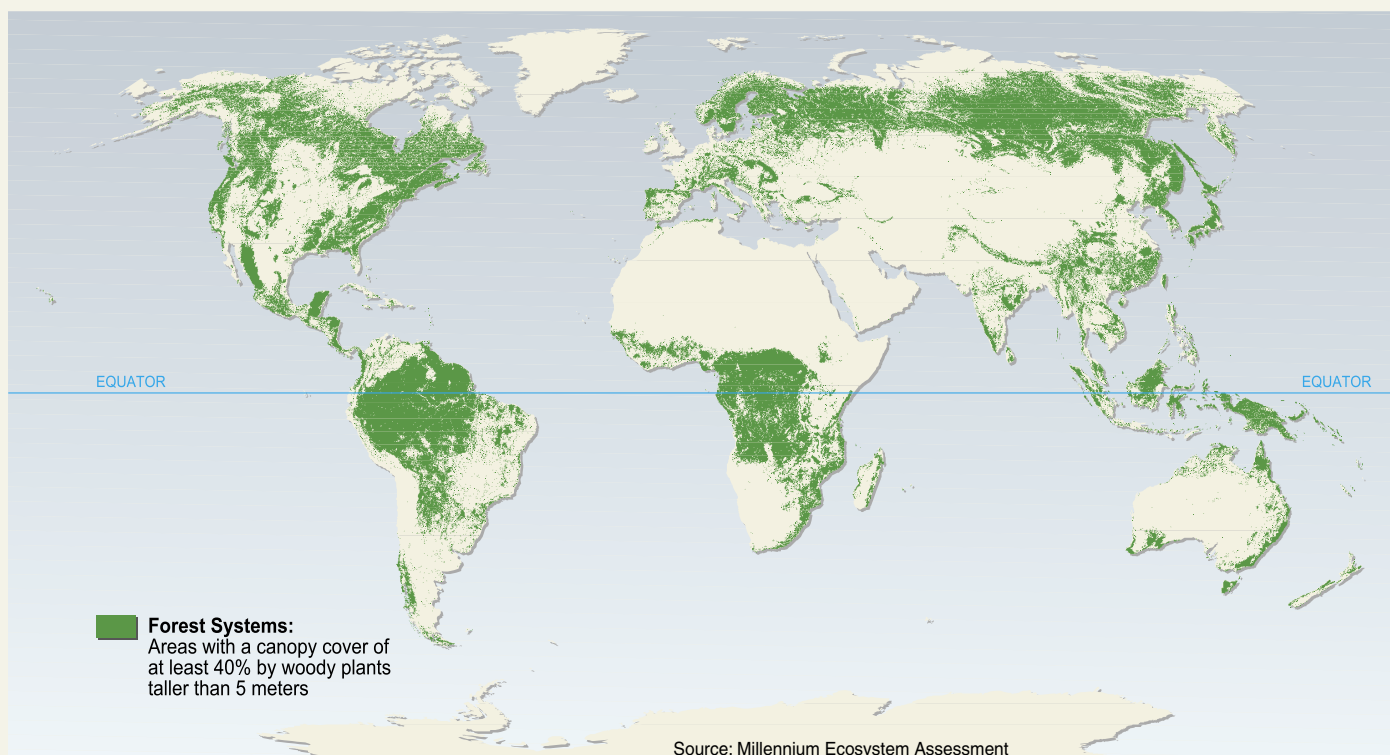 EQUATOR
EQUATOR
Forest Systems:
Areas with a canopy cover of
at least 40% by woody plants
taller than 5 meters
Source: Millennium Ecosystem Assessment